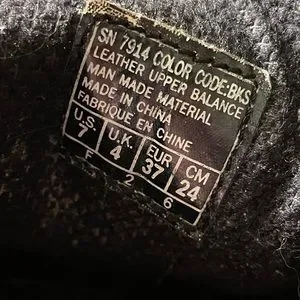 SN 7914 COLOR CODE:BKS
LEATHER UPPER BALANCE
MAN MADE MATERIAL
MADE IN CHINA
FABRIQUE EN CHINE
U.S. U.K. EUR CM
7 4 37 24
F 2 6